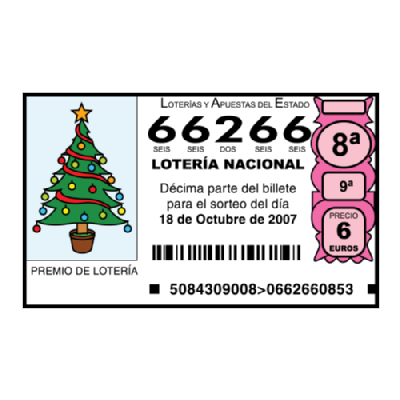 LOTERÍAS Y APUESTAS DEL ESTADO
66266
SEIS SEIS DOS SEIS SEIS
LOTERÍA NACIONAL
Décima parte del billete
para el sorteo del día
18 de Octubre de 2007
8ª
9ª
PRECIO
6
EUROS
PREMIO DE LOTERÍA
5084309008>0662660853